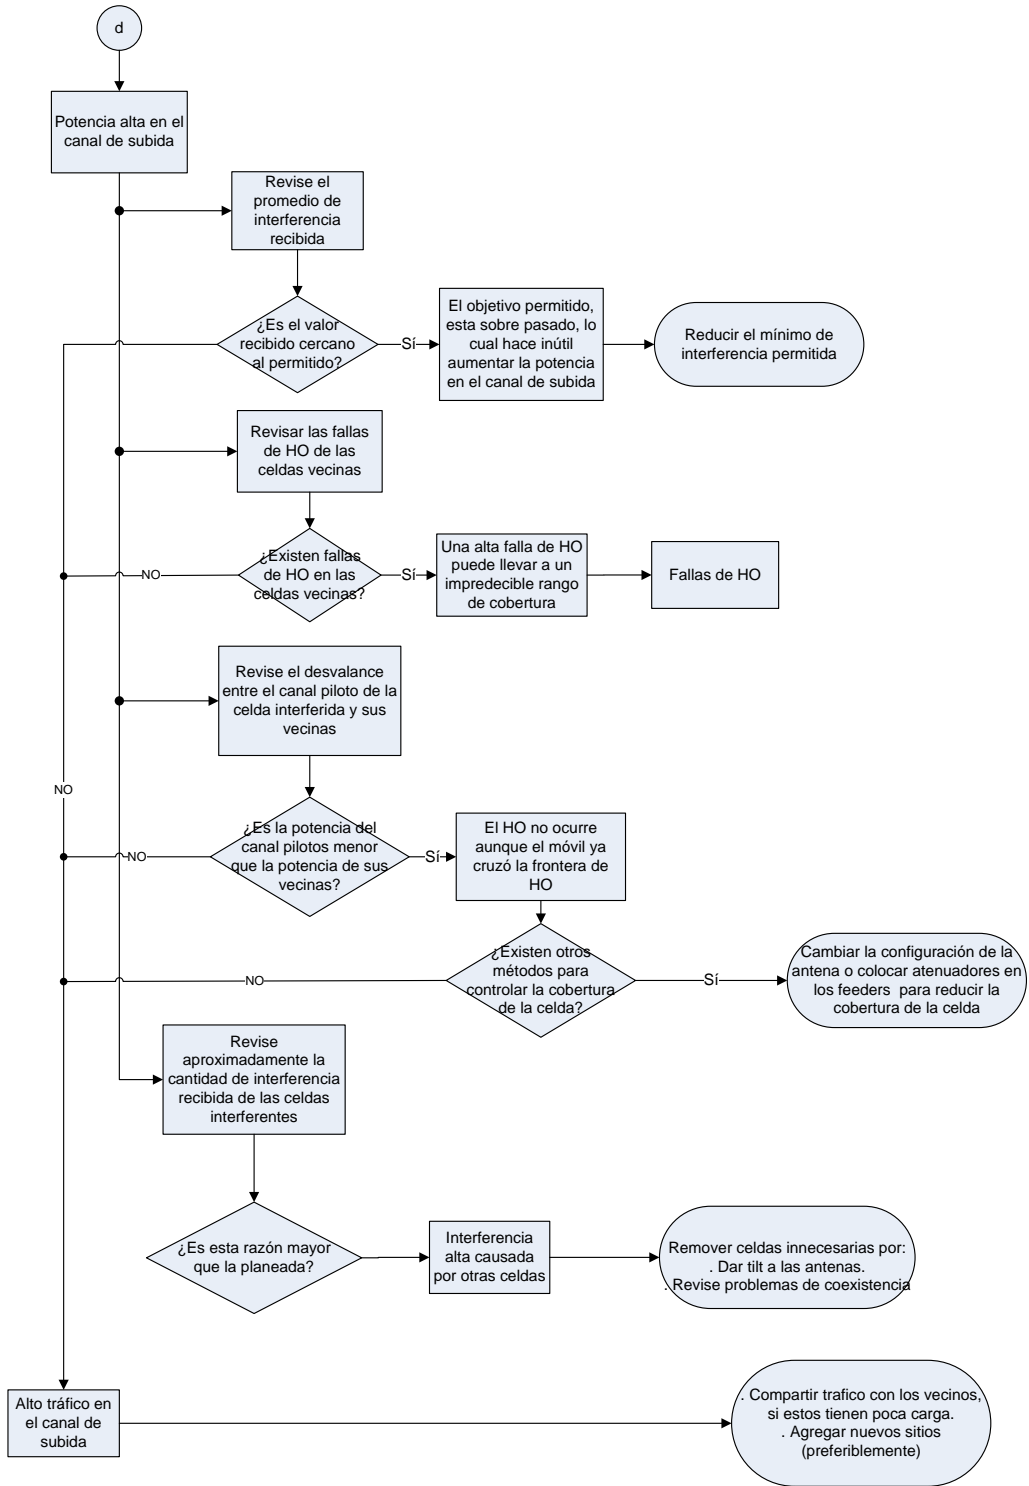 d
Potencia alta en el
canal de subida
Revise el
promedio de
interferencia
recibida
¿Es el valor
recibido cercano
al permitido?
Sí
El objetivo permitido,
esta sobre pasado, lo
cual hace inútil
aumentar la potencia
en el canal de subida
Reducir el mínimo de
interferencia permitida
Revisar las fallas
de HO de las
celdas vecinas
¿Existen fallas
de HO en las
celdas vecinas?
NO
Sí
Una alta falla de HO
puede llevar a un
impredecible rango
de cobertura
Fallas de HO
Revise el desvalance
entre el canal piloto de la
celda interferida y sus
vecinas
NO
¿Es la potencia del
canal pilotos menor
que la potencia de sus
vecinas?
NO
Sí
El HO no ocurre
aunque el móvil ya
cruzó la frontera de
HO
¿Existen otros
métodos para
controlar la cobertura
de la celda?
NO
Sí
Cambiar la configuración de la
antena o colocar atenuadores en
los feeders para reducir la
cobertura de la celda
Revise
aproximadamente la
cantidad de interferencia
recibida de las celdas
interferentes
¿Es esta razón mayor
que la planeada?
Interferencia
alta causada
por otras celdas
Remover celdas innecesarias por:
. Dar tilt a las antenas.
. Revise problemas de coexistencia
Alto tráfico en
el canal de
subida
. Compartir trafico con los vecinos,
si estos tienen poca carga.
. Agregar nuevos sitios
(preferiblemente)